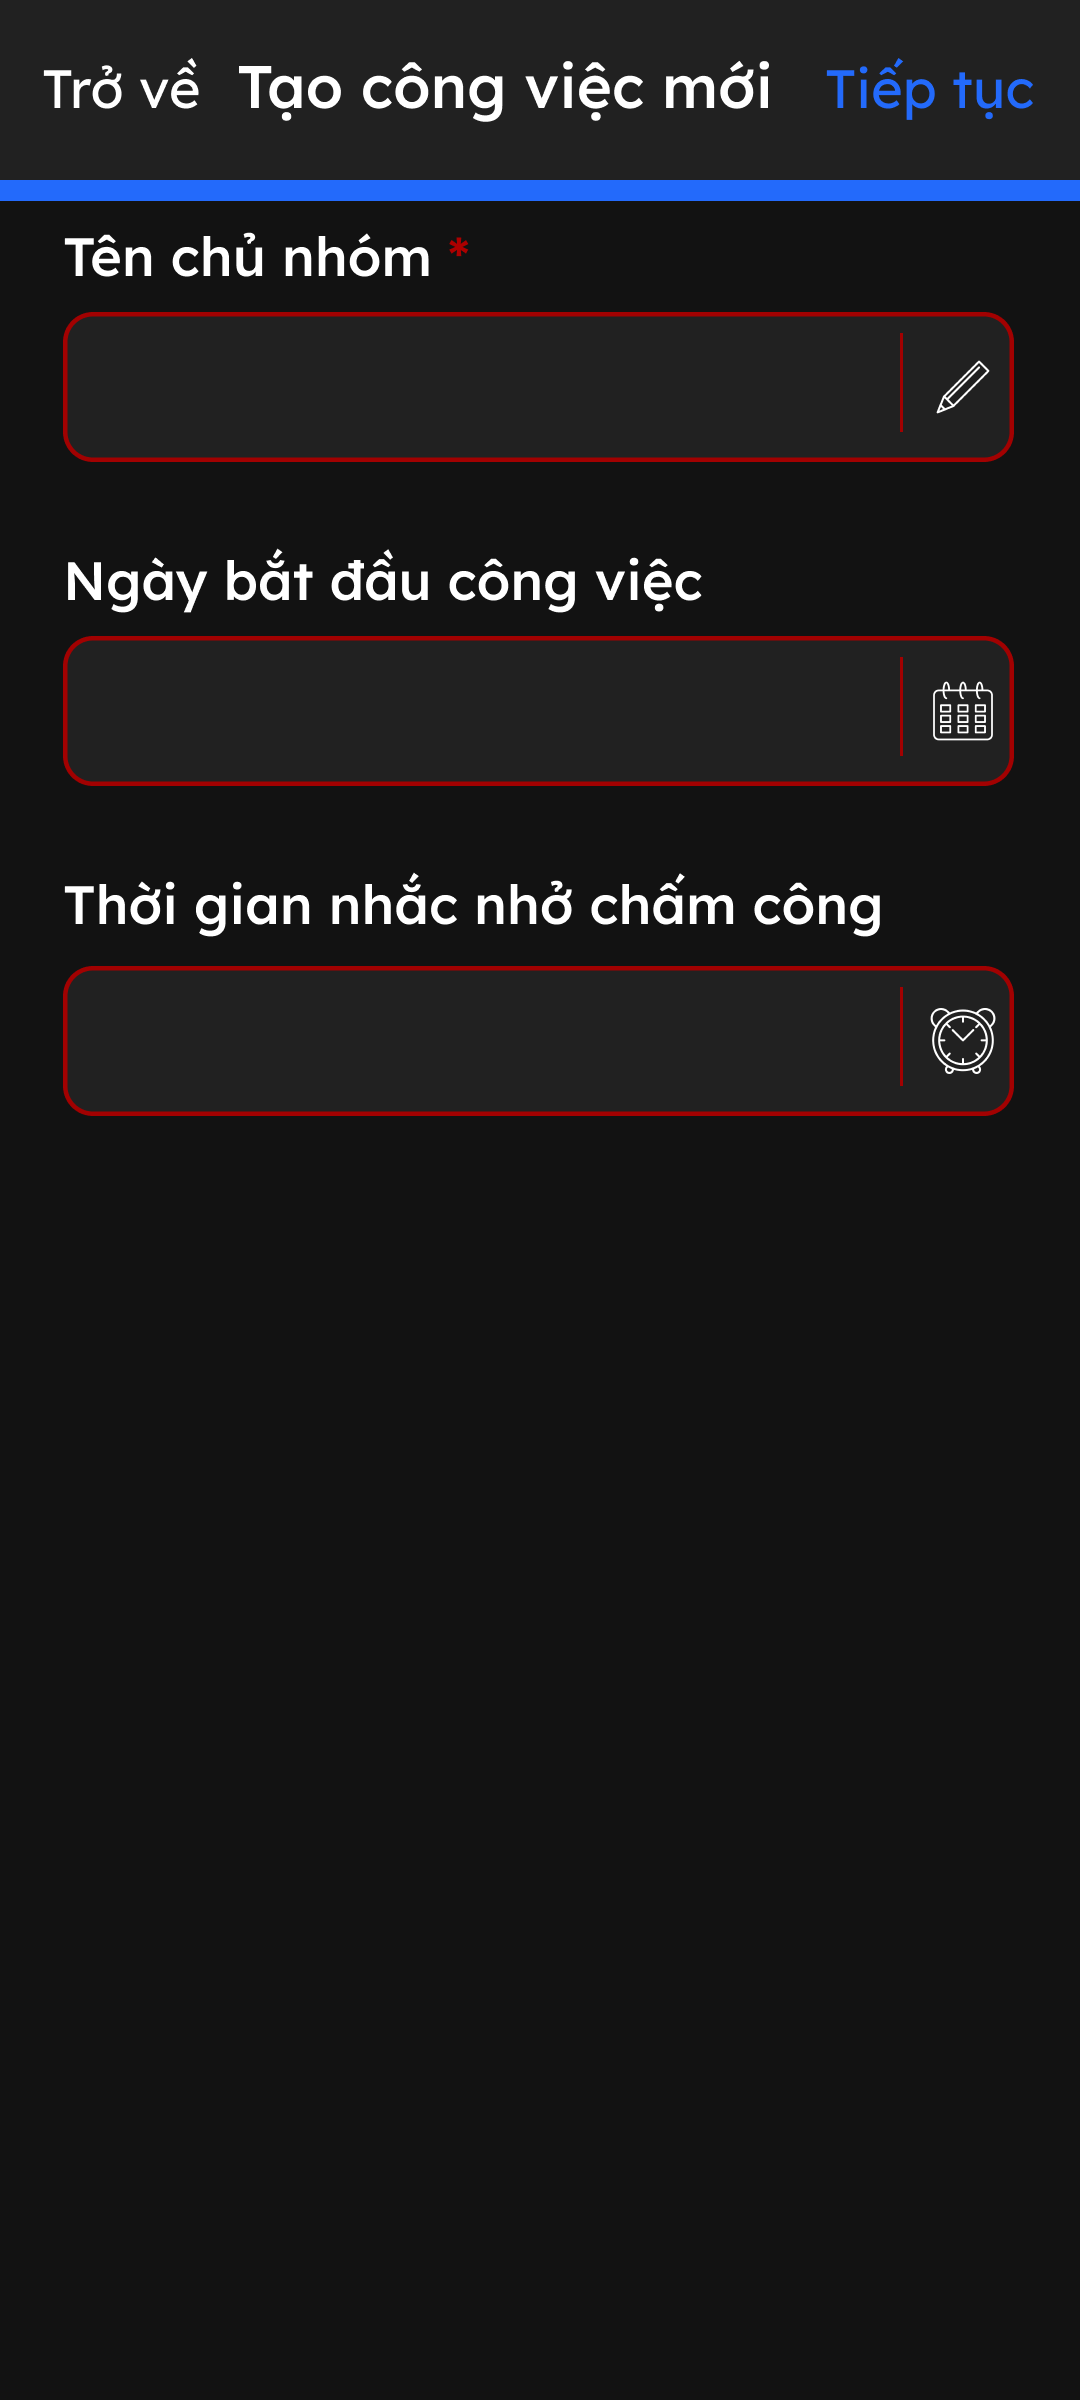 Trở về Tạo công việc mới Tiếp tục
Tên chủ nhóm *
Ngày bắt đầu công việc
Thời gian nhắc nhở chấm công